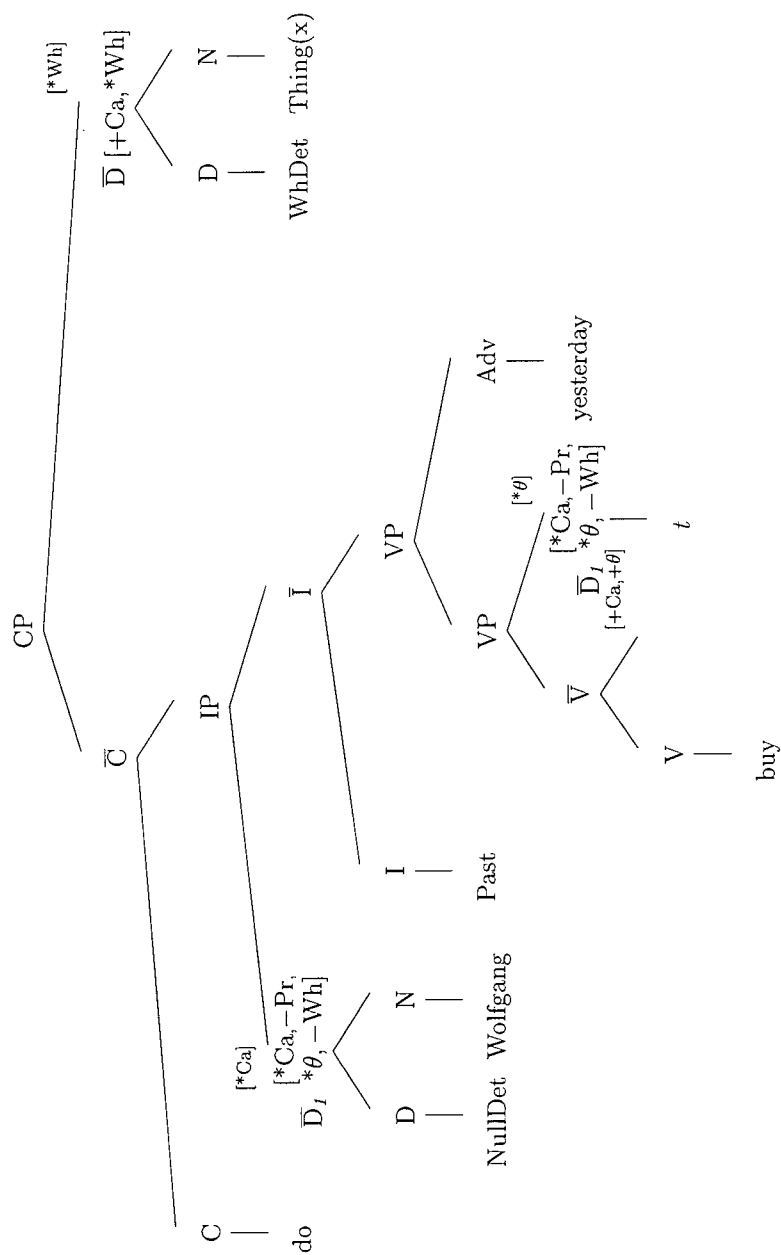 CP
[*Wh]
C̅
D̅ [+Ca, *Wh]
D N
WhDet Thing(x)
C
do
IP
[*Ca]
D̅₁ [*Ca,−Pr, *θ,−Wh]
D N
NullDet Wolfgang
I̅
I
Past
VP
VP
Adv
yesterday
V̅
[*θ]
D̅₁ [*Ca,−Pr, *θ,−Wh]
t
[+Ca,+θ]
V
buy